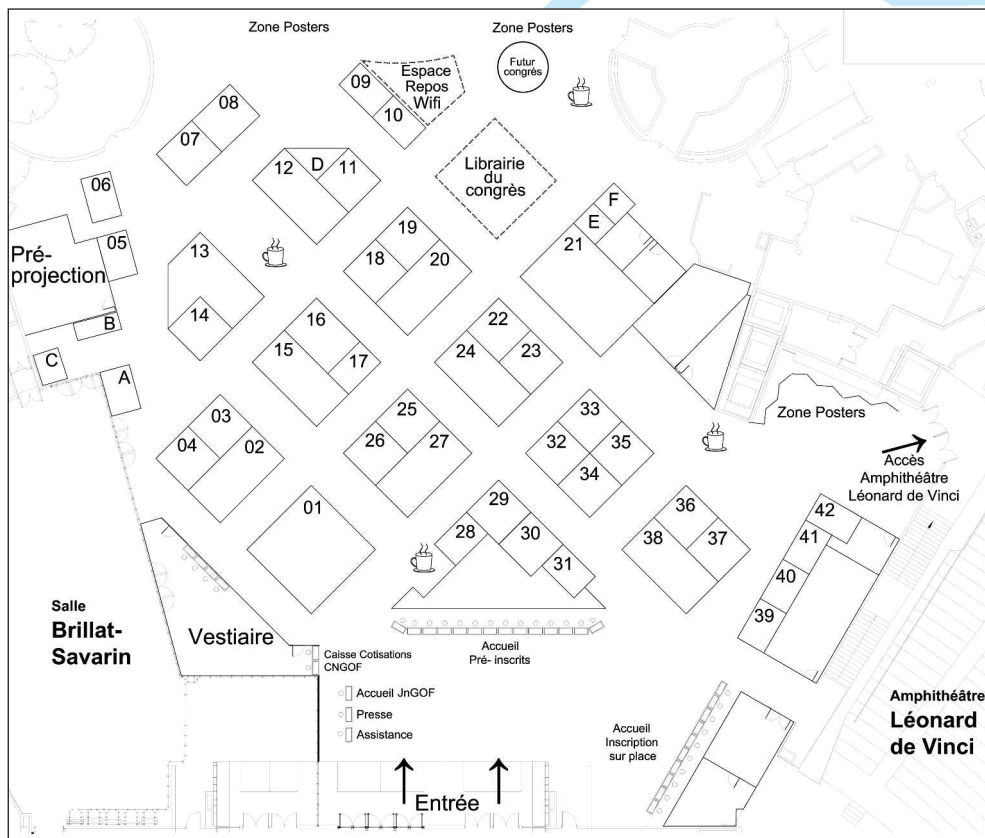 Zone Posters
Zone Posters
Futur
congrès
Espace
Repos
Wifi
09
10
08
07
12
D
11
Librairie
du
congrès
06
05
F
E
21
19
18
20
13
14
Pré-
projection
B
C
A
16
15
17
22
24
23
Zone Posters
03
04
02
25
26
27
33
32
35
34
Accès
Amphithéâtre
Léonard de Vinci
01
29
28
30
31
36
38
37
42
41
40
39
Salle
Brillat-
Savarin
Vestiaire
Accueil
Pré- inscrits
Caisse Cotisations
CNGOF
Accueil JnGOF
Presse
Assistance
Accueil
Inscription
sur place
Amphithéâtre
Léonard
de Vinci
Entrée